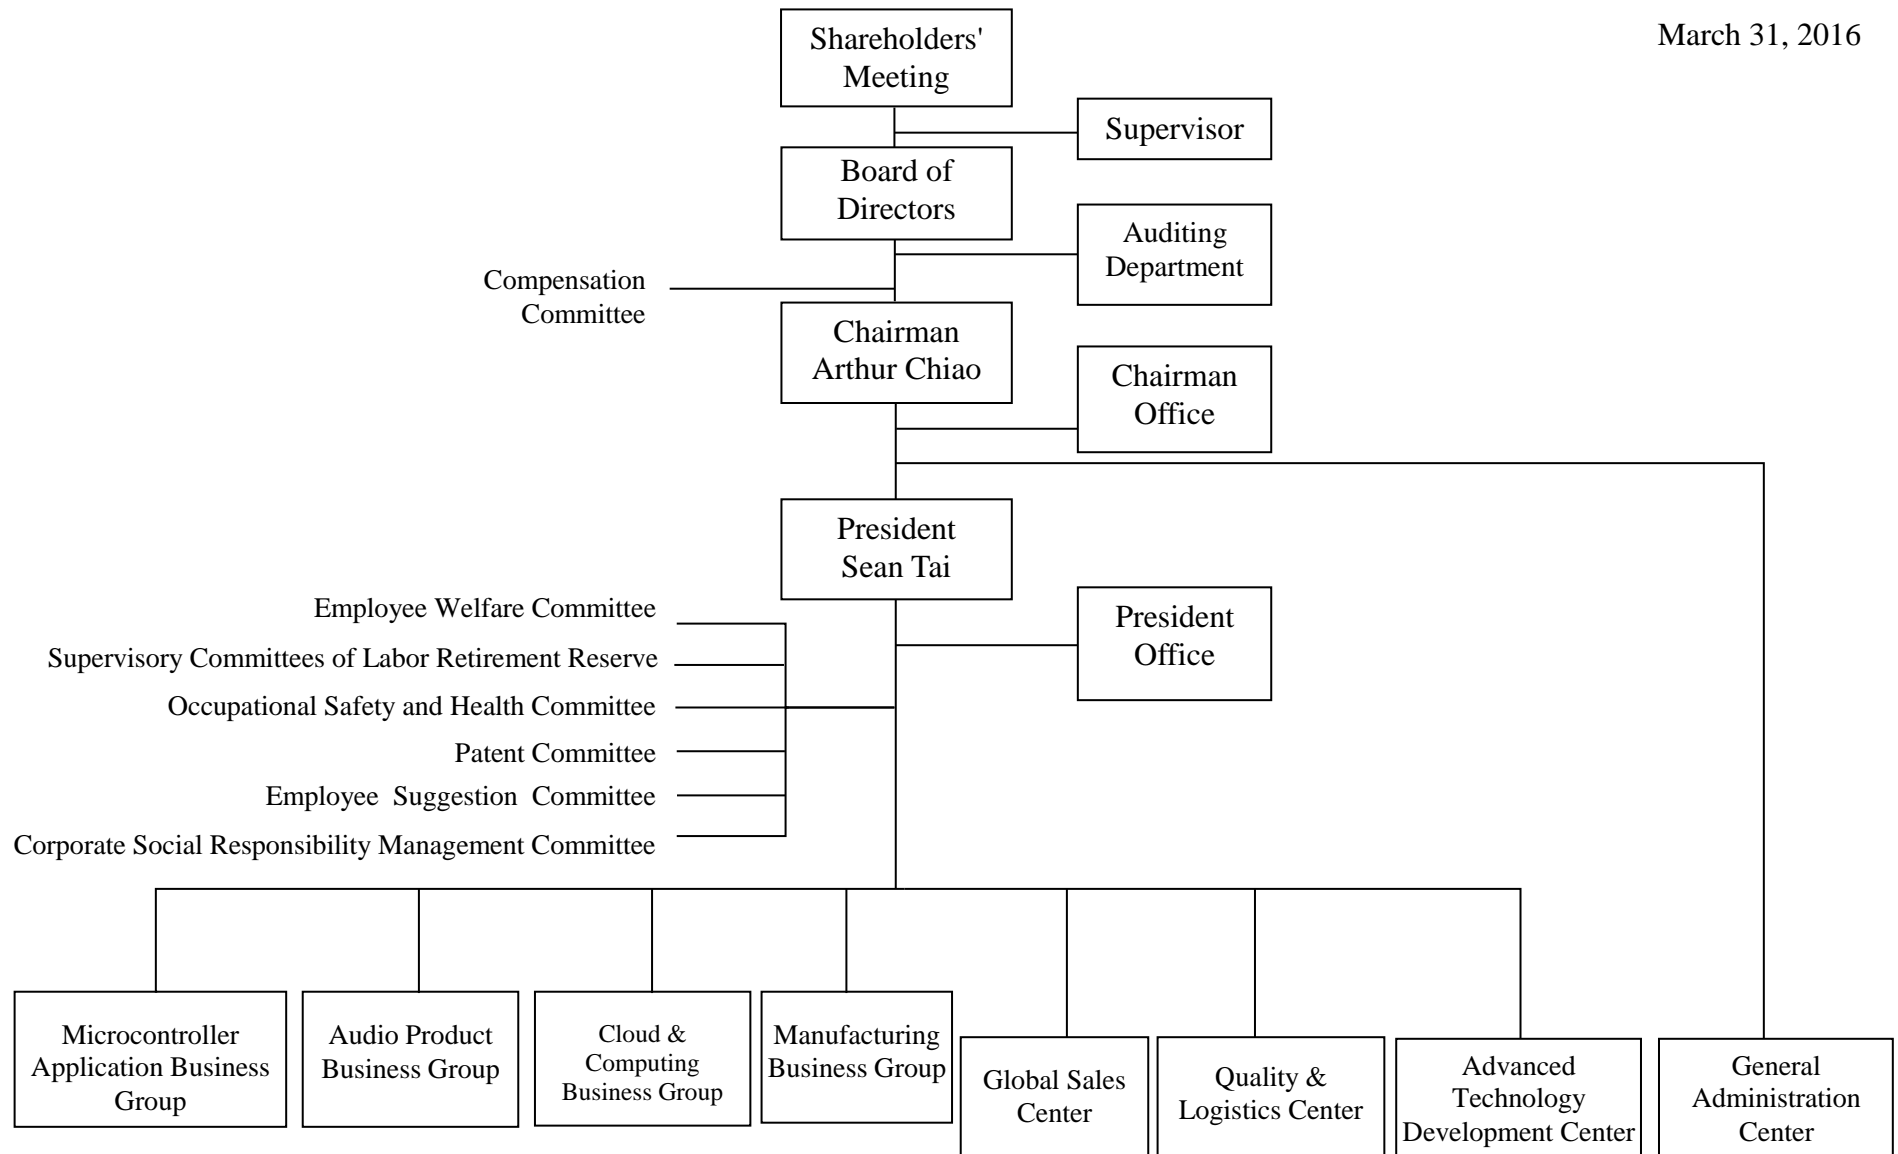 March 31, 2016
Shareholders'
Meeting
Supervisor
Board of
Directors
Auditing
Department
Compensation
Committee
Chairman
Arthur Chiao
Chairman
Office
President
Sean Tai
President
Office
Employee Welfare Committee
Supervisory Committees of Labor Retirement Reserve
Occupational Safety and Health Committee
Patent Committee
Employee Suggestion Committee
Corporate Social Responsibility Management Committee
Microcontroller
Application Business
Group
Audio Product
Business Group
Cloud &
Computing
Business Group
Manufacturing
Business Group
Global Sales
Center
Quality &
Logistics Center
Advanced
Technology
Development Center
General
Administration
Center